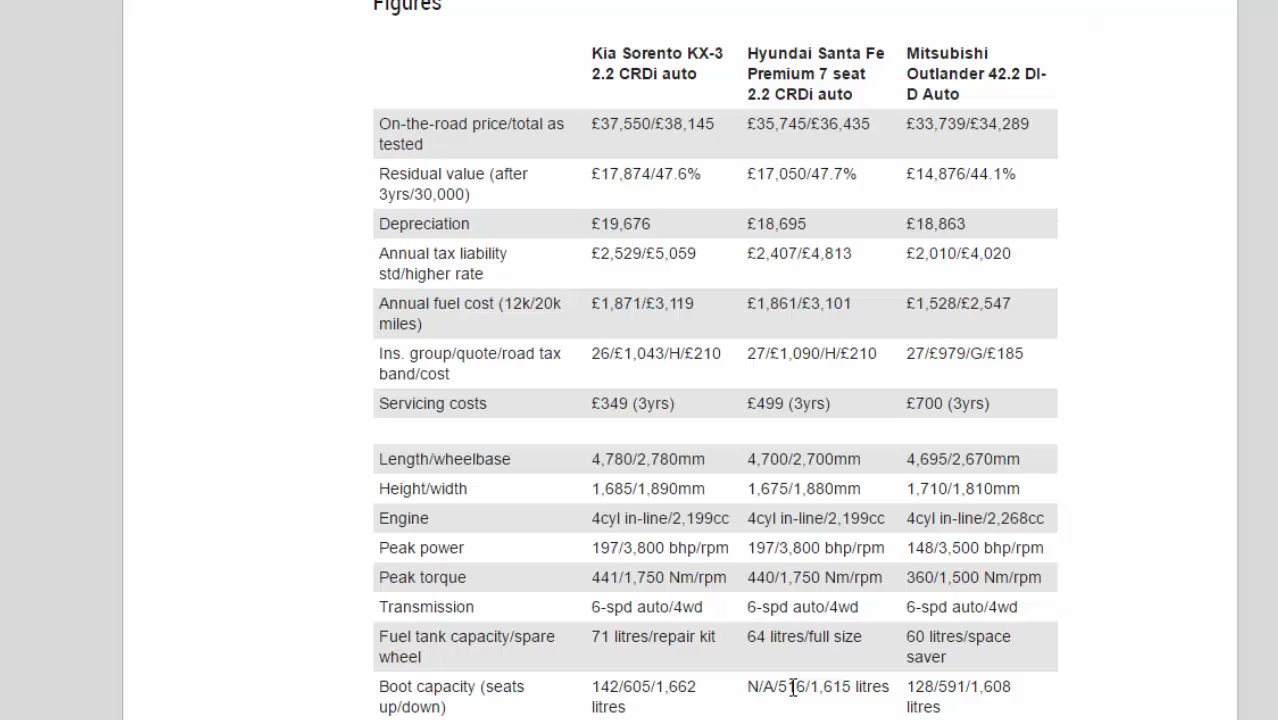 Figures
Kia Sorento KX-3 Hyundai Santa Fe Mitsubishi
2.2 CRDi auto Premium 7 seat Outlander 42.2 DI-
2.2 CRDi auto D Auto
On-the-road price/total as £37,550/£38,145 £35,745/£36,435 £33,739/£34,289
tested
Residual value (after £17,874/47.6% £17,050/47.7% £14,876/44.1%
3yrs/30,000)
Depreciation £19,676 £18,695 £18,863
Annual tax liability £2,529/£5,059 £2,407/£4,813 £2,010/£4,020
std/higher rate
Annual fuel cost (12k/20k £1,871/£3,119 £1,861/£3,101 £1,528/£2,547
miles)
Ins. group/quote/road tax 26/£1,043/H/£210 27/£1,090/H/£210 27/£979/G/£185
band/cost
Servicing costs £349 (3yrs) £499 (3yrs) £700 (3yrs)
Length/wheelbase 4,780/2,780mm 4,700/2,700mm 4,695/2,670mm
Height/width 1,685/1,890mm 1,675/1,880mm 1,710/1,810mm
Engine 4cyl in-line/2,199cc 4cyl in-line/2,199cc 4cyl in-line/2,268cc
Peak power 197/3,800 bhp/rpm 197/3,800 bhp/rpm 148/3,500 bhp/rpm
Peak torque 441/1,750 Nm/rpm 440/1,750 Nm/rpm 360/1,500 Nm/rpm
Transmission 6-spd auto/4wd 6-spd auto/4wd 6-spd auto/4wd
Fuel tank capacity/spare 71 litres/repair kit 64 litres/full size 60 litres/space
wheel saver
Boot capacity (seats 142/605/1,662 N/A/516/1,615 litres 128/591/1,608
up/down) litres litres